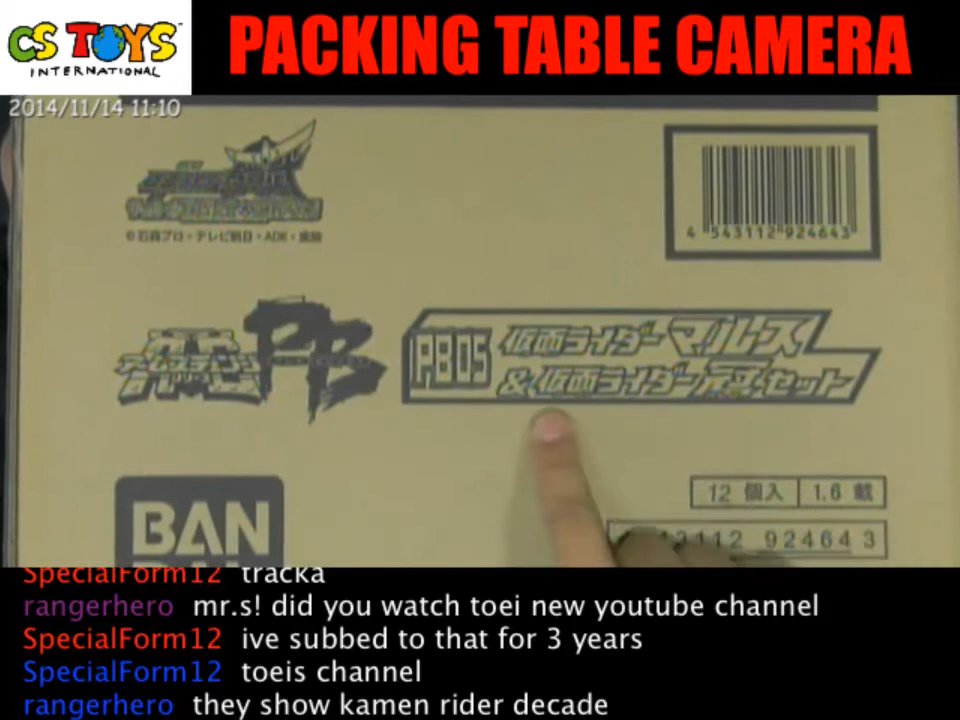 CS TOYS
INTERNATIONAL
PACKING TABLE CAMERA
2014/11/14 11:10
©石森プロ・テレビ朝日・ADK・東映
4 543112 924643
PB
PB05
仮面ライダーマルス
&仮面ライダー冠セット
BAN
12 個入 1.6 載
13112 92464 3
SpecialForm12 tracka
rangerhero mr.s! did you watch toei new youtube channel
SpecialForm12 ive subbed to that for 3 years
SpecialForm12 toeis channel
rangerhero they show kamen rider decade